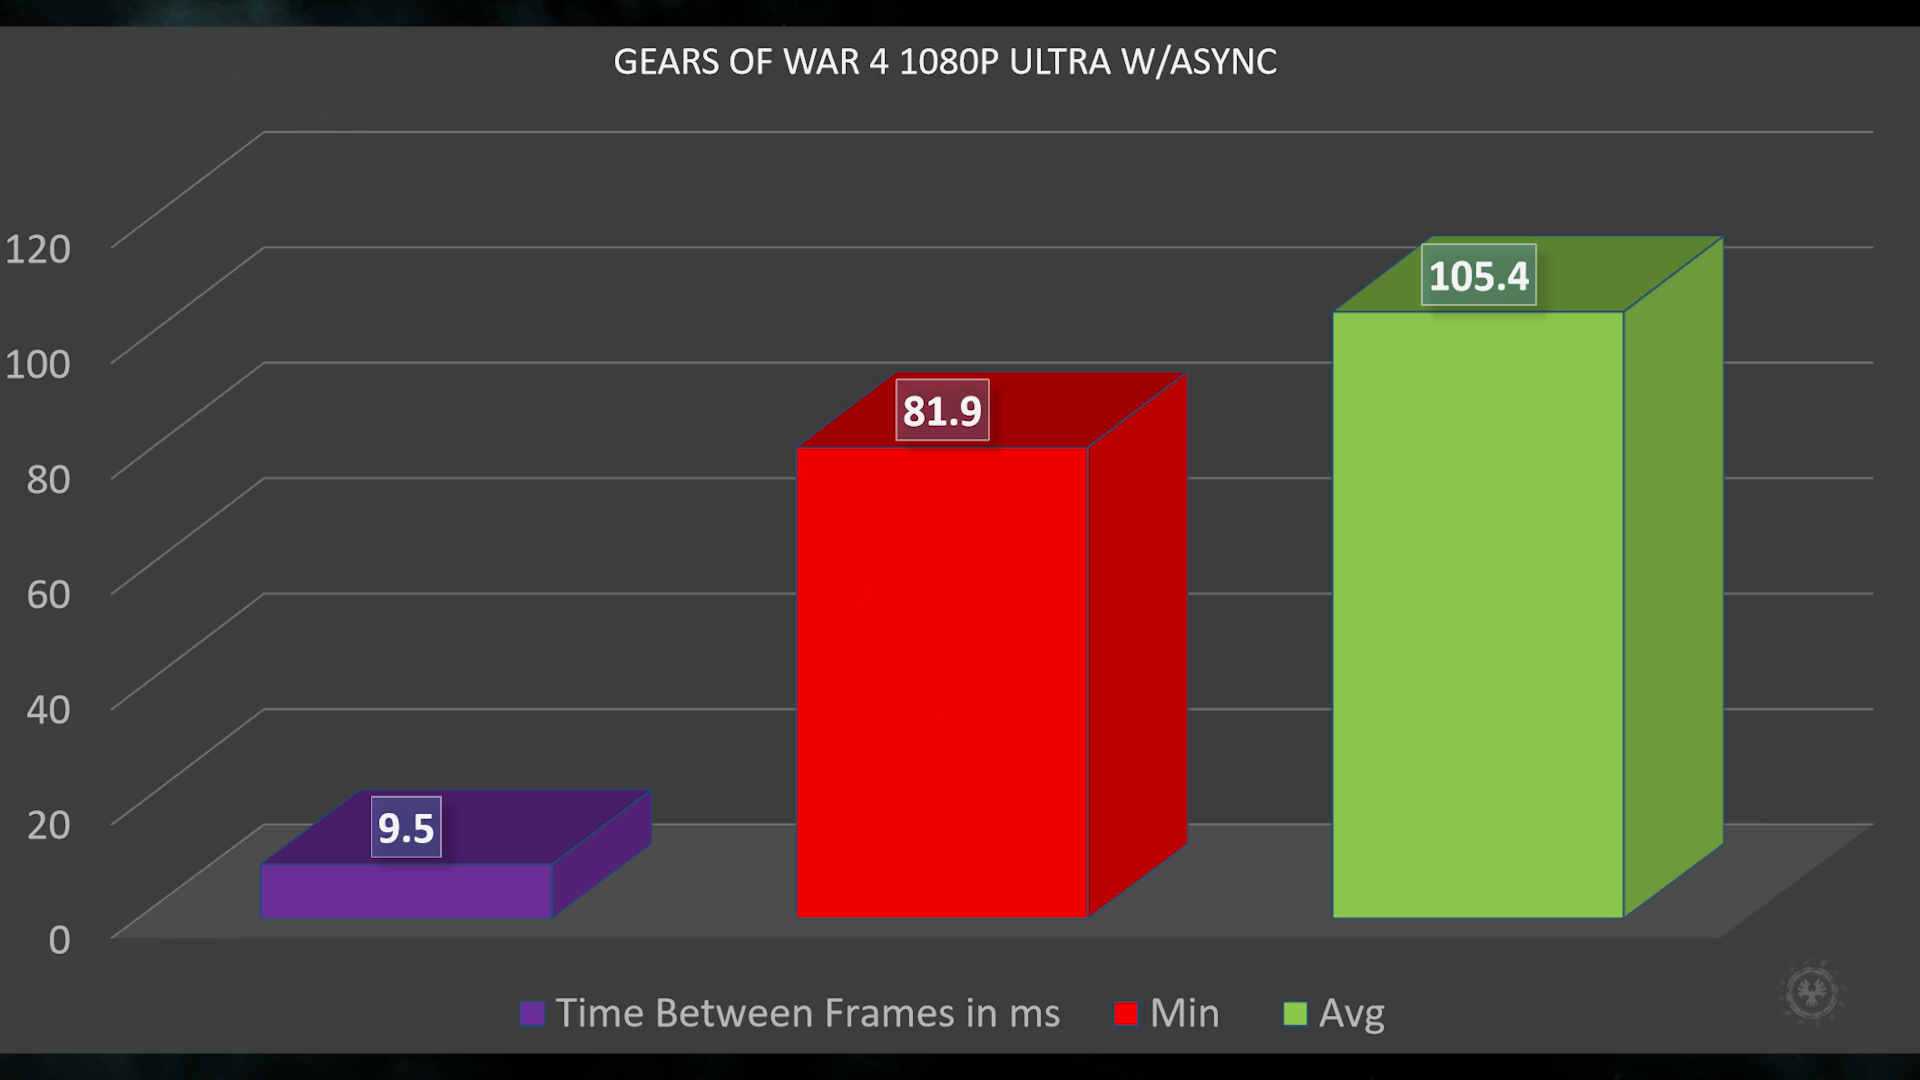 GEARS OF WAR 4 1080P ULTRA W/ASYNC
120
100
80
60
40
20
0
9.5
81.9
105.4
Time Between Frames in ms
Min
Avg